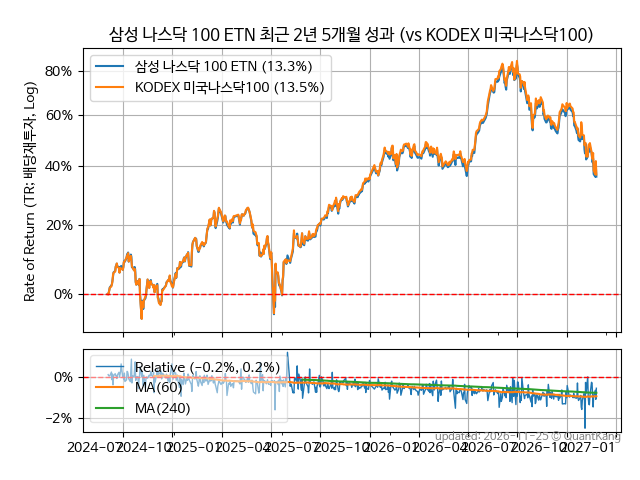 삼성 나스닥 100 ETN 최근 2년 5개월 성과 (vs KODEX 미국나스닥100)
삼성 나스닥 100 ETN (13.3%)
KODEX 미국나스닥100 (13.5%)
Rate of Return (TR: 배당재투자, Log)
80%
60%
40%
20%
0%
Relative (−0.2%, 0.2%)
MA(60)
MA(240)
0%
−2%
updated: 2026-11-25 © QuantKang
2024-07
2024-10
2025-01
2025-04
2025-07
2025-10
2026-01
2026-04
2026-07
2026-10
2027-01